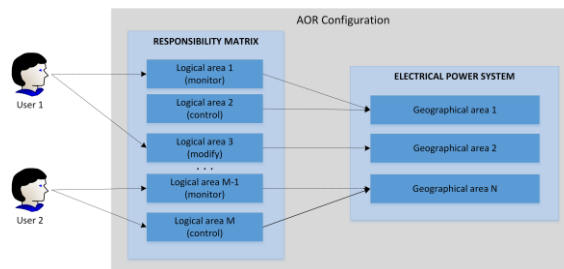 AOR Configuration
RESPONSIBILITY MATRIX
Logical area 1
(monitor)
Logical area 2
(control)
Logical area 3
(modify)
...
Logical area M-1
(monitor)
Logical area M
(control)
ELECTRICAL POWER SYSTEM
Geographical area 1
Geographical area 2
Geographical area N
User 1
User 2